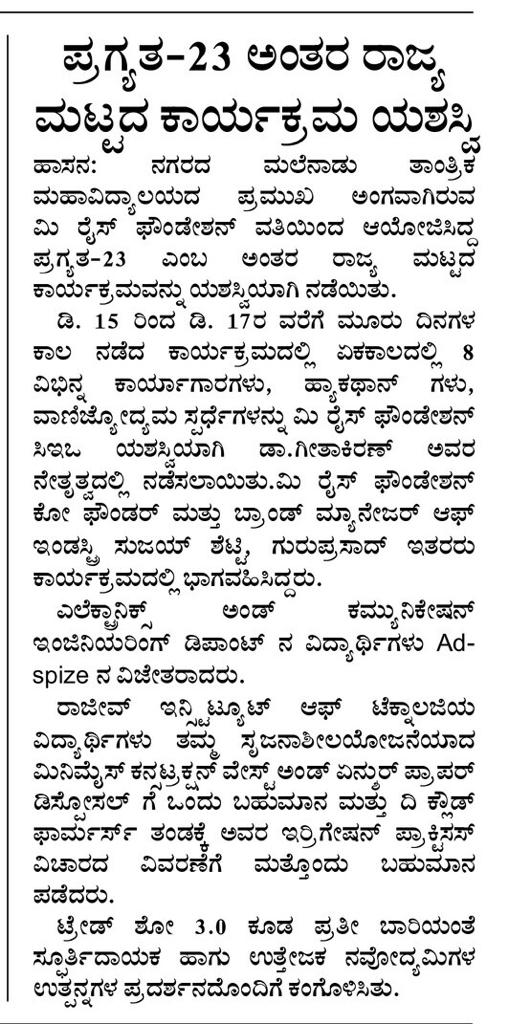 ಪ್ರಗ್ಯತ-23 ಅಂತರ ರಾಜ್ಯ
ಮಟ್ಟದ ಕಾರ್ಯಕ್ರಮ ಯಶಸ್ವಿ
ಹಾಸನ: ನಗರದ ಮಲೆನಾಡು ತಾಂತ್ರಿಕ
ಮಹಾವಿದ್ಯಾಲಯದ ಪ್ರಮುಖ ಅಂಗವಾಗಿರುವ
ಮಿ ರೈಸ್ ಫೌಂಡೇಶನ್ ವತಿಯಿಂದ ಆಯೋಜಿಸಿದ್ದ
ಪ್ರಗ್ಯತ-23 ಎಂಬ ಅಂತರ ರಾಜ್ಯ ಮಟ್ಟದ
ಕಾರ್ಯಕ್ರಮವನ್ನು ಯಶಸ್ವಿಯಾಗಿ ನಡೆಯಿತು.
ಡಿ. 15 ರಿಂದ ಡಿ. 17ರ ವರೆಗೆ ಮೂರು ದಿನಗಳ
ಕಾಲ ನಡೆದ ಕಾರ್ಯಕ್ರಮದಲ್ಲಿ ಏಕಕಾಲದಲ್ಲಿ 8
ವಿಭಿನ್ನ ಕಾರ್ಯಾಗಾರಗಳು, ಹ್ಯಾಕಥಾನ್ ಗಳು,
ವಾಣಿಜ್ಯೋದ್ಯಮ ಸ್ಪರ್ಧೆಗಳನ್ನು ಮಿ ರೈಸ್ ಫೌಂಡೇಶನ್
ಸಿಇಒ ಯಶಸ್ವಿಯಾಗಿ ಡಾ.ಗೀತಾಕಿರಣ್ ಅವರ
ನೇತೃತ್ವದಲ್ಲಿ ನಡೆಸಲಾಯಿತು.ಮಿ ರೈಸ್ ಫೌಂಡೇಶನ್
ಕೋ ಫೌಂಡರ್ ಮತ್ತು ಬ್ರಾಂಡ್ ಮ್ಯಾನೇಜರ್ ಆಫ್
ಇಂಡಸ್ಟ್ರಿ ಸುಜಯ್ ಶೆಟ್ಟಿ, ಗುರುಪ್ರಸಾದ್ ಇತರರು
ಕಾರ್ಯಕ್ರಮದಲ್ಲಿ ಭಾಗವಹಿಸಿದ್ದರು.
ಎಲೆಕ್ಟ್ರಾನಿಕ್ಸ್ ಅಂಡ್ ಕಮ್ಯುನಿಕೇಷನ್
ಇಂಜಿನಿಯರಿಂಗ್ ಡಿಪಾಂಟ್ ನ ವಿದ್ಯಾರ್ಥಿಗಳು Ad-
spize ನ ವಿಜೇತರಾದರು.
ರಾಜೀವ್ ಇನ್ಸ್ಟಿಟ್ಯೂಟ್ ಆಫ್ ಟೆಕ್ನಾಲಜಿಯ
ವಿದ್ಯಾರ್ಥಿಗಳು ತಮ್ಮ ಸೃಜನಾಶೀಲಯೋಜನೆಯಾದ
ಮಿನಿಮೈಸ್ ಕನ್ಸಟ್ರಕ್ಷನ್ ವೇಸ್ಟ್ ಅಂಡ್ ಏನ್ಶುರ್ ಪ್ರಾಪರ್
ಡಿಸ್ಪೋಸಲ್ ಗೆ ಒಂದು ಬಹುಮಾನ ಮತ್ತು ದಿ ಕ್ಲೌಡ್
ಫಾರ್ಮರ್ಸ್ ತಂಡಕ್ಕೆ ಅವರ ಇರ್ರಿಗೇಷನ್ ಪ್ರಾಕ್ಟಿಸಸ್
ವಿಚಾರದ ವಿವರಣೆಗೆ ಮತ್ತೊಂದು ಬಹುಮಾನ
ಪಡೆದರು.
ಟ್ರೇಡ್ ಶೋ 3.0 ಕೂಡ ಪ್ರತೀ ಬಾರಿಯಂತೆ
ಸ್ಫೂರ್ತಿದಾಯಕ ಹಾಗು ಉತ್ತೇಜಕ ನವೋದ್ಯಮಿಗಳ
ಉತ್ಪನ್ನಗಳ ಪ್ರದರ್ಶನದೊಂದಿಗೆ ಕಂಗೊಳಿಸಿತು.